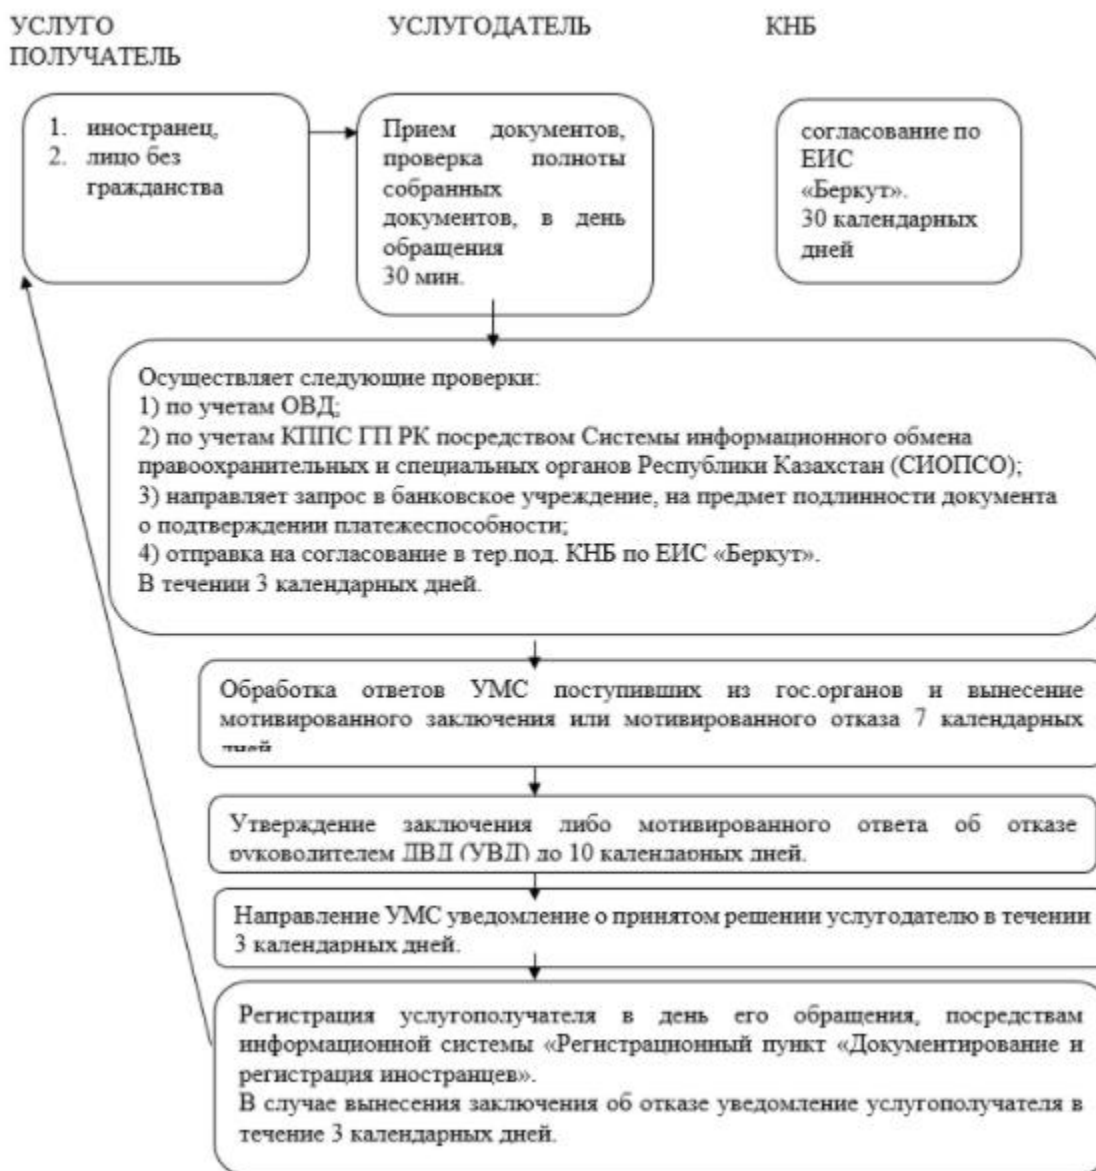 УСЛУГО
ПОЛУЧАТЕЛЬ
УСЛУГОДАТЕЛЬ
КНБ
1. иностранец,
2. лицо без
гражданства
Прием документов,
проверка полноты
собранных
документов, в день
обращения
30 мин.
согласование по
ЕИС
«Беркут».
30 календарных
дней
Осуществляет следующие проверки:
1) по учетам ОВД;
2) по учетам КППС ГП РК посредством Системы информационного обмена
правоохранительных и специальных органов Республики Казахстан (СИОПСО);
3) направляет запрос в банковское учреждение, на предмет подлинности документа
о подтверждении платежеспособности;
4) отправка на согласование в тер.под. КНБ по ЕИС «Беркут».
В течении 3 календарных дней.
Обработка ответов УМС поступивших из гос.органов и вынесение
мотивированного заключения или мотивированного отказа 7 календарных
дней
Утверждение заключения либо мотивированного ответа об отказе
руководителем ДВД (УВД) до 10 календарных дней.
Направление УМС уведомление о принятом решении услугодателю в течении
3 календарных дней.
Регистрация услугополучателя в день его обращения, посредствам
информационной системы «Регистрационный пункт «Документирование и
регистрация иностранцев».
В случае вынесения заключения об отказе уведомление услугополучателя в
течение 3 календарных дней.